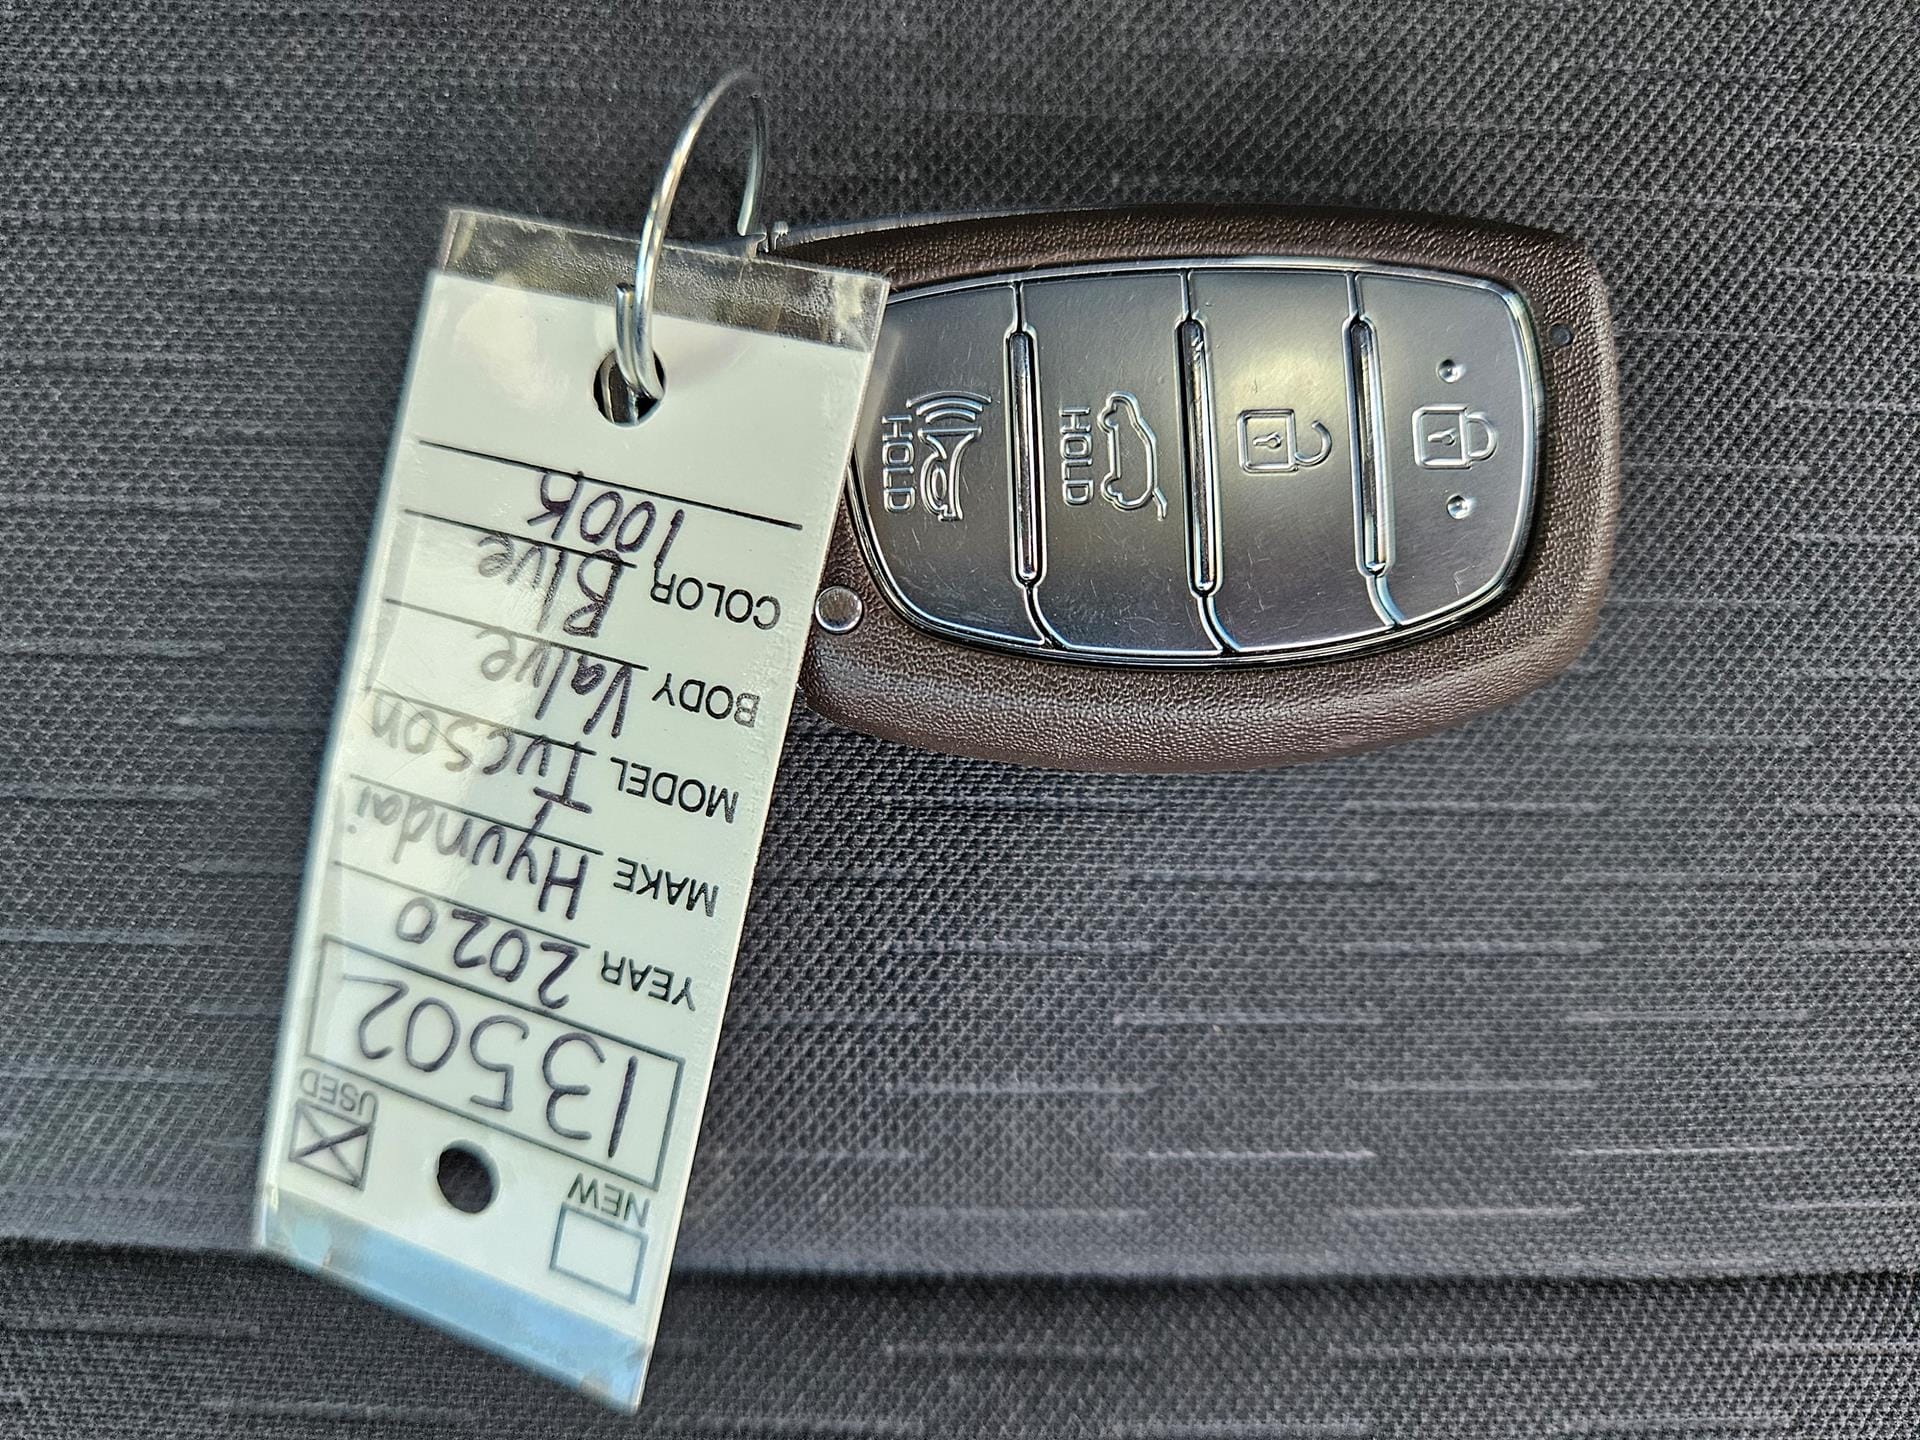 NEW USED
13502
YEAR 2020
MAKE Hyundai
MODEL Tucson
BODY Value
COLOR Blue
100K
HOLD
HOLD